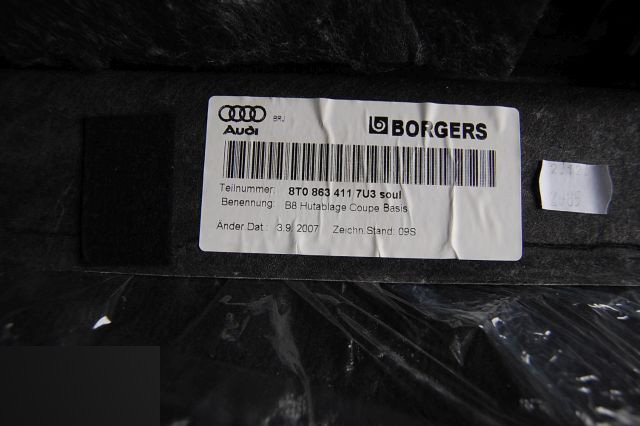 BRJ
Audi
BORGERS
Teilnummer: 8T0 863 411 7U3 soul
Benennung: B8 Hutablage Coupe Basis
Änder.Dat.: 3.9. 2007 Zeichn.Stand: 09S